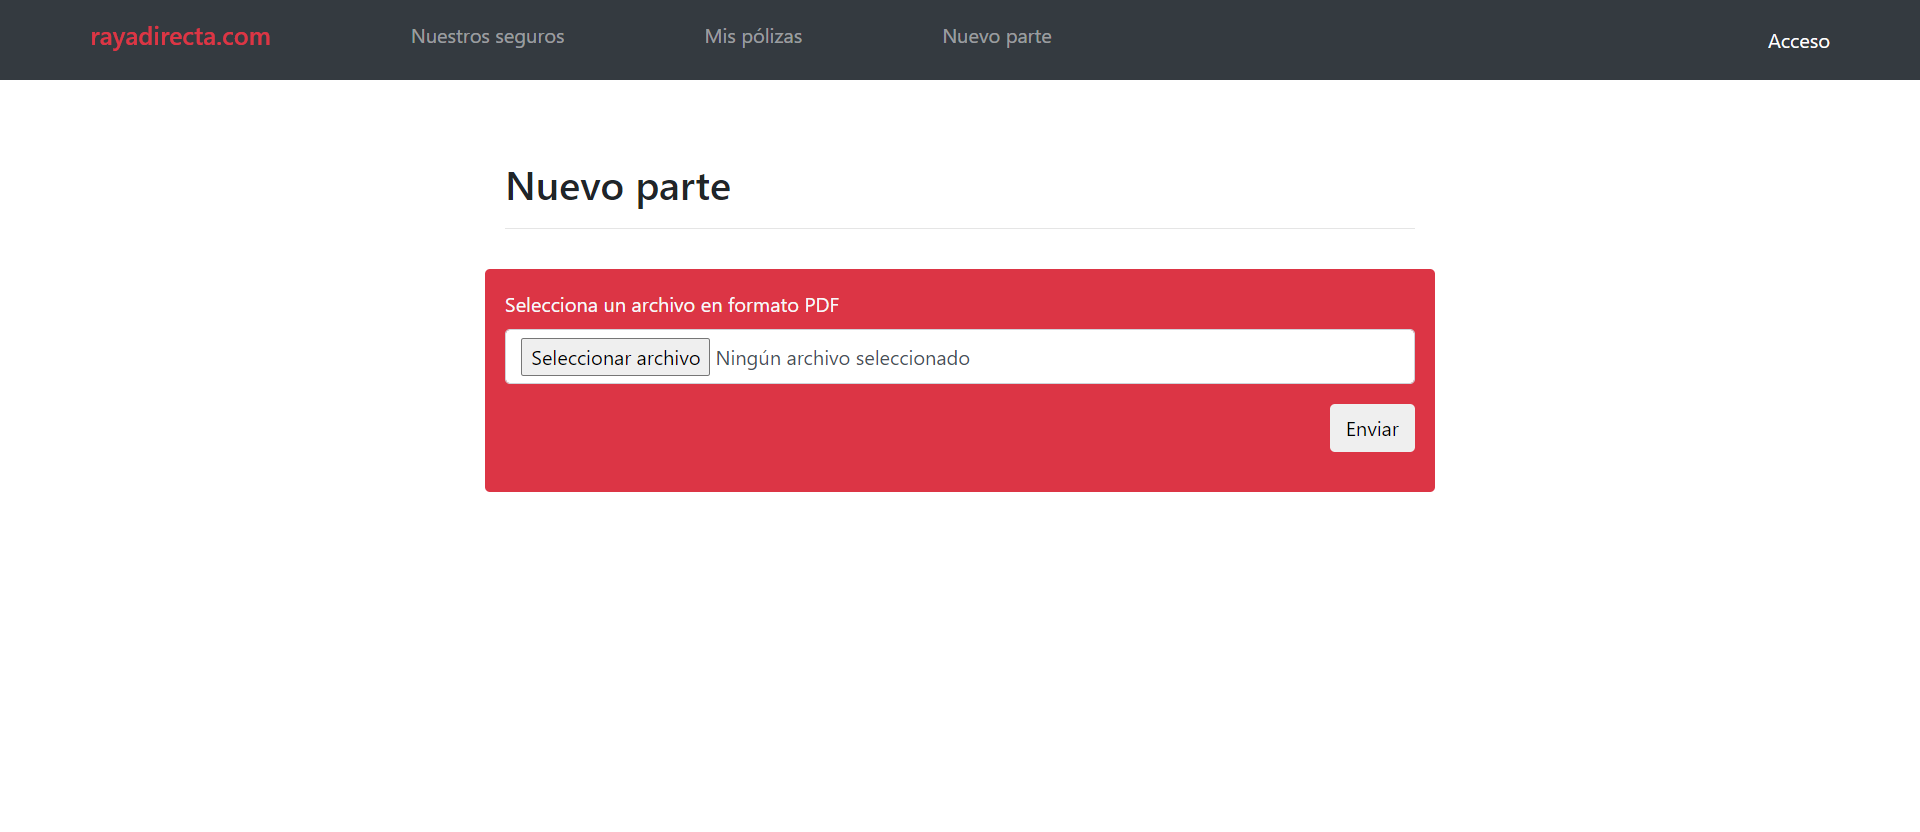 rayadirecta.com Nuestros seguros Mis pólizas Nuevo parte Acceso
Nuevo parte
Selecciona un archivo en formato PDF
Seleccionar archivo Ningún archivo seleccionado
Enviar